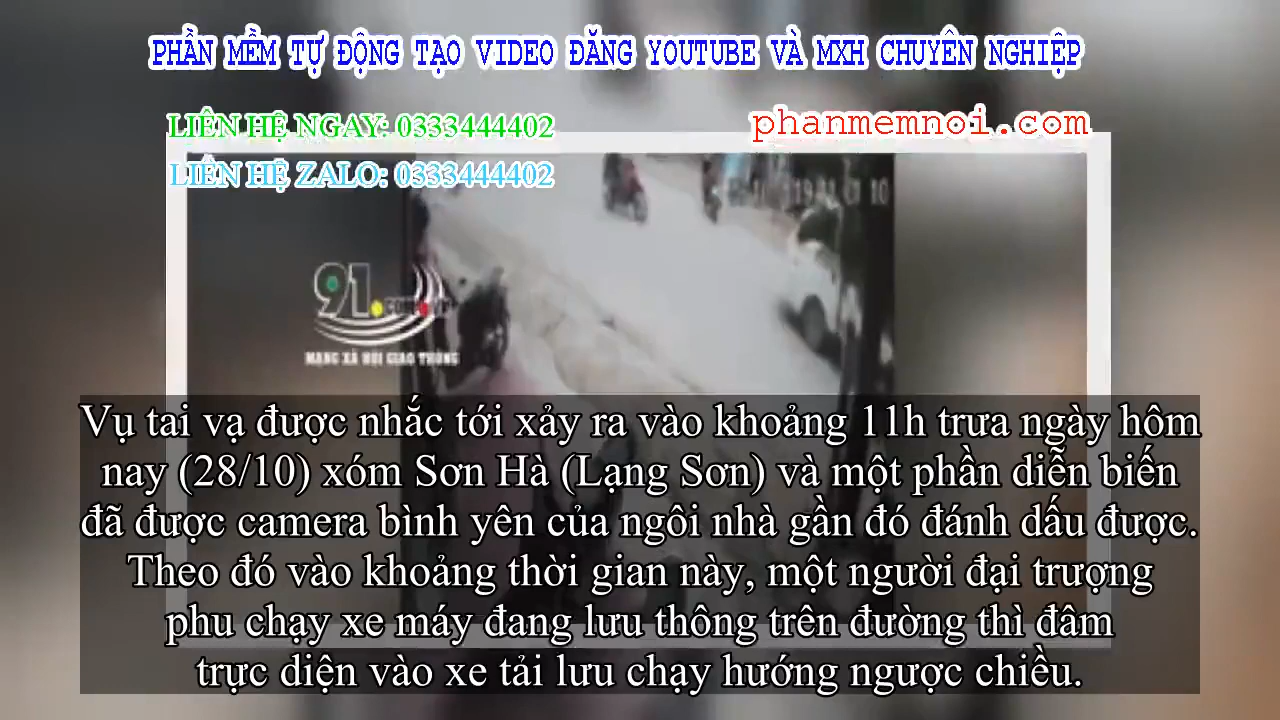 PHẦN MỀM TỰ ĐỘNG TẠO VIDEO ĐĂNG YOUTUBE VÀ MXH CHUYÊN NGHIỆP
LIÊN HỆ NGAY: 0333444402
phanmemnoi.com
LIÊN HỆ ZALO: 0333444402
91.com.vn
MẠNG XÃ HỘI GIAO THÔNG
Vụ tai vạ được nhắc tới xảy ra vào khoảng 11h trưa ngày hôm
nay (28/10) xóm Sơn Hà (Lạng Sơn) và một phần diễn biến
đã được camera bình yên của ngôi nhà gần đó đánh dấu được.
Theo đó vào khoảng thời gian này, một người đại trượng
phu chạy xe máy đang lưu thông trên đường thì đâm
trực diện vào xe tải lưu chạy hướng ngược chiều.